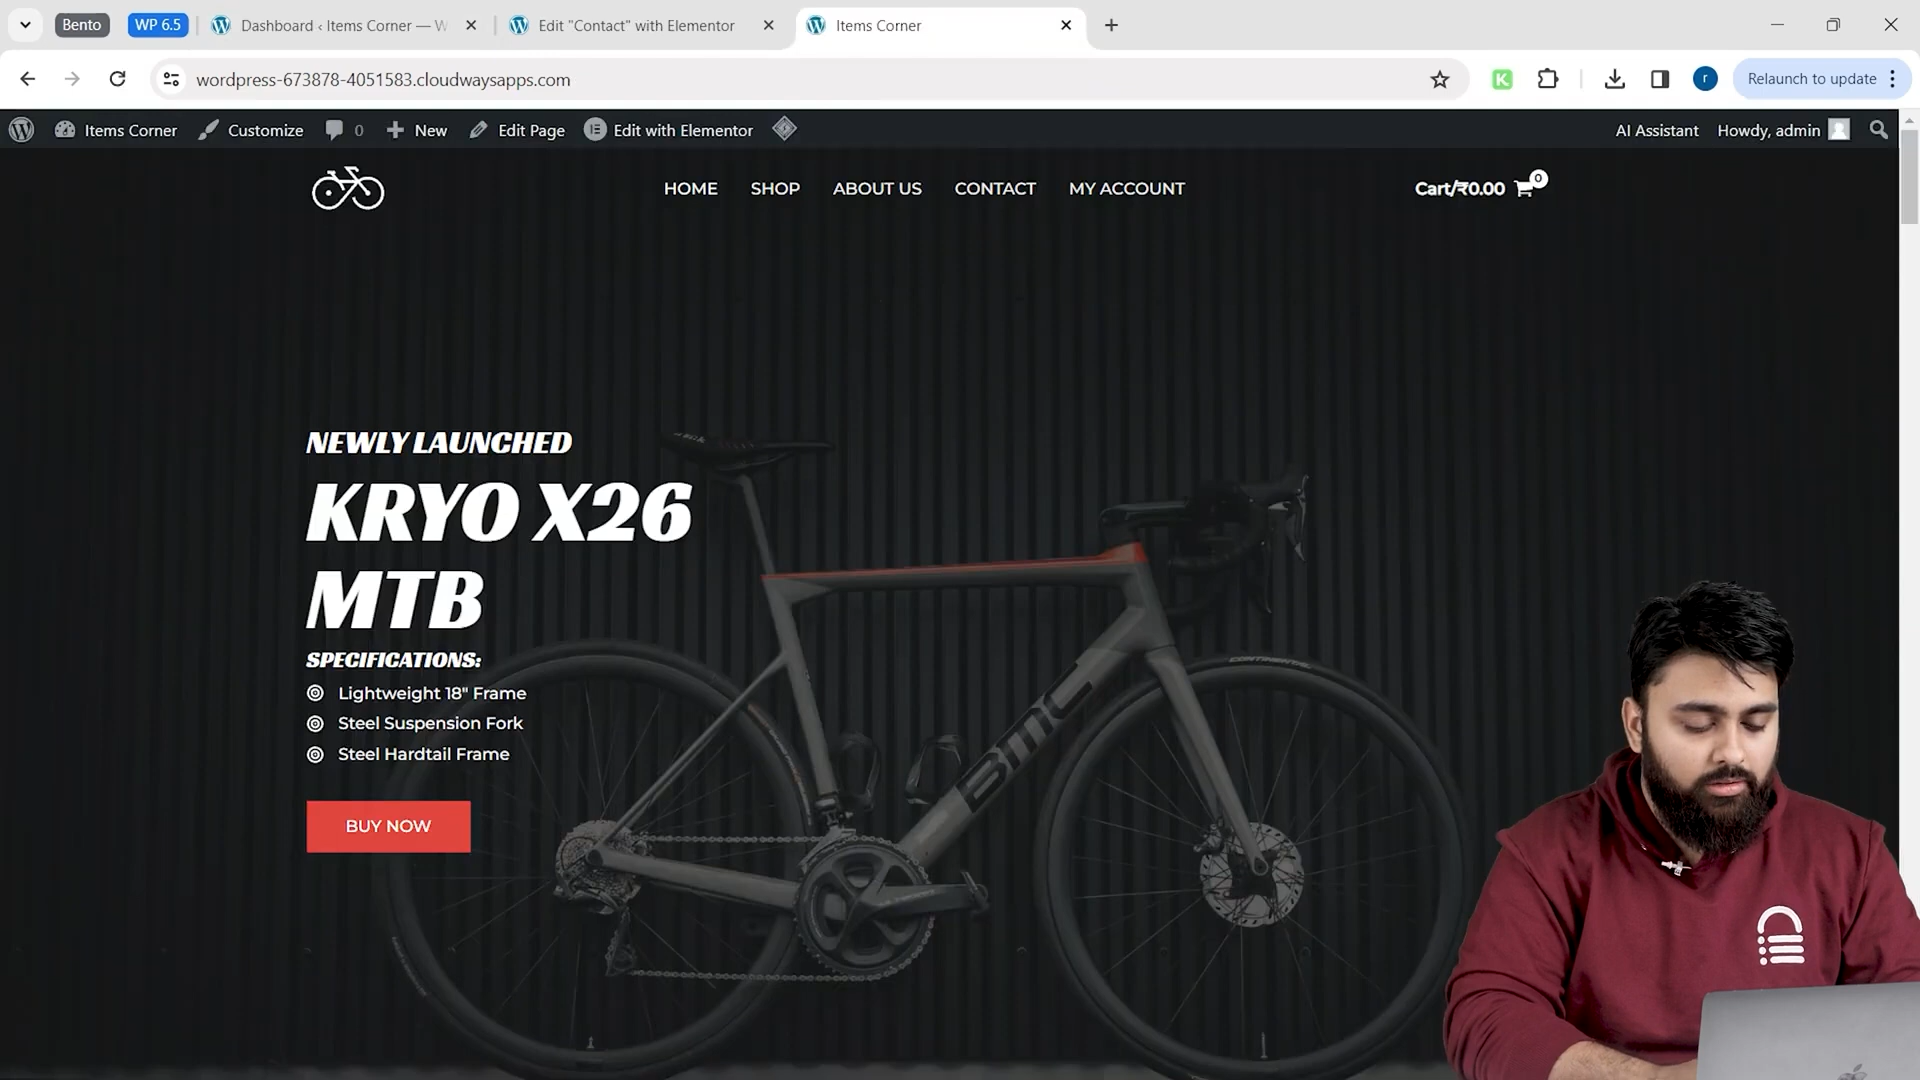 Bento
WP 6.5
Dashboard ‹ Items Corner — W
Edit "Contact" with Elementor
Items Corner
wordpress-673878-4051583.cloudwaysapps.com
K
r
Relaunch to update
Items Corner
Customize
0
New
Edit Page
Edit with Elementor
AI Assistant
Howdy, admin
HOME
SHOP
ABOUT US
CONTACT
MY ACCOUNT
Cart/₹0.00
0
NEWLY LAUNCHED
KRYO X26
MTB
SPECIFICATIONS:
Lightweight 18" Frame
Steel Suspension Fork
Steel Hardtail Frame
BUY NOW
BMC
CONTINENTAL